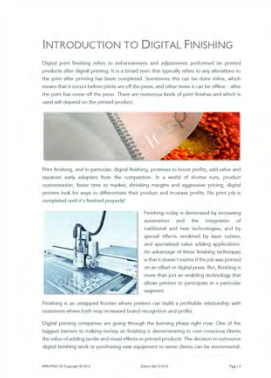 INTRODUCTION TO DIGITAL FINISHING
Digital print finishing refers to enhancements and adjustments performed on printed
products after digital printing. It is a broad term that typically refers to any alterations to
the print after printing has been completed. Sometimes this can be done inline, which
means that it occurs before prints are off the press, and other times it can be offline – after
the print has come off the press. There are numerous kinds of print finishes and which is
used will depend on the printed product.
Print finishing, and in particular, digital finishing, promises to boost profits, add value and
separate early adopters from the competition. In a world of shorter runs, product
customisation, faster time to market, shrinking margins and aggressive pricing, digital
printers look for ways to differentiate their product and increase profits. No print job is
completed until it's finished properly!
Finishing today is dominated by increasing
automation and the integration of
traditional and new technologies, and by
special effects rendered by laser cutters,
and specialised value adding applications.
An advantage of these finishing techniques
is that it doesn't matter if the job was printed
on an offset or digital press. But, finishing is
more than just an enabling technology that
allows printers to participate in a particular
segment.
Finishing is an untapped frontier where printers can build a profitable relationship with
customers where both reap increased brand recognition and profits.
Digital printing companies are going through the learning phase right now. One of the
biggest barriers to making money on finishing is demonstrating to cost-conscious clients
the value of adding tactile and visual effects to printed products. The decision to outsource
digital finishing work or purchasing new equipment to serve clients can be monumental.
PRINTING SA Copyright ©2016
Page | 4